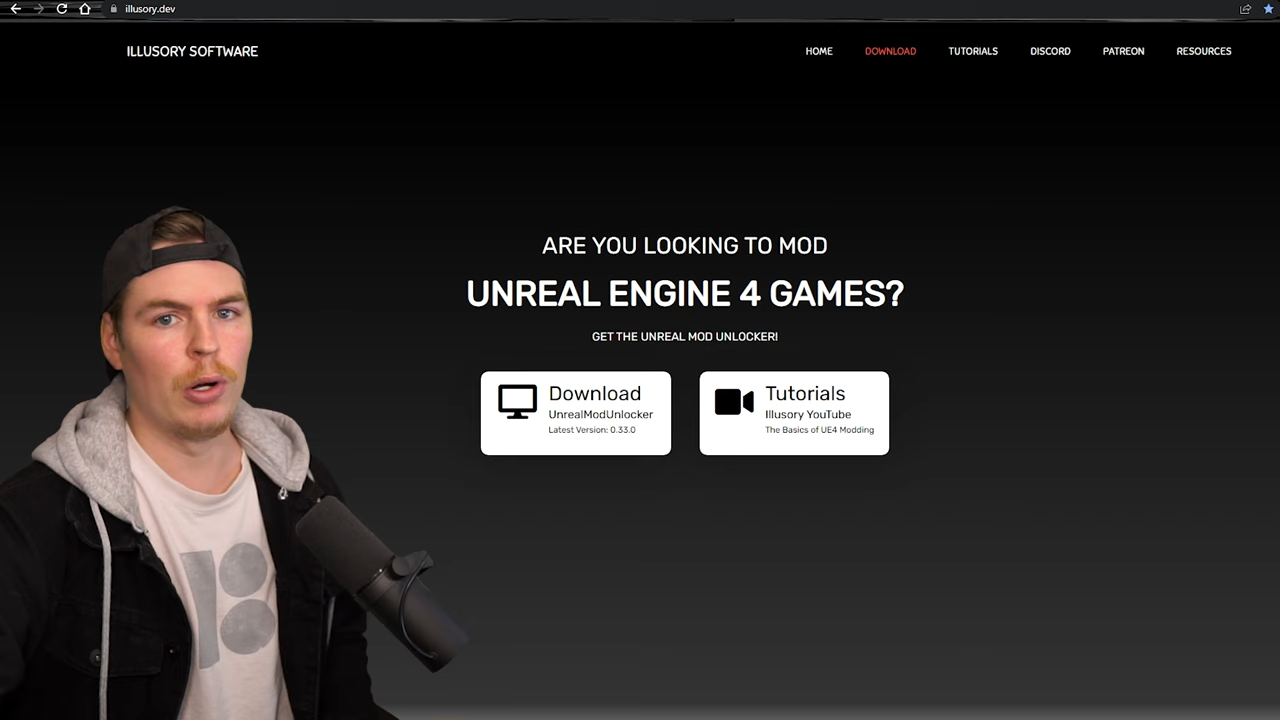 illusory.dev
ILLUSORY SOFTWARE
HOME
DOWNLOAD
TUTORIALS
DISCORD
PATREON
RESOURCES
ARE YOU LOOKING TO MOD
UNREAL ENGINE 4 GAMES?
GET THE UNREAL MOD UNLOCKER!
Download
UnrealModUnlocker
Latest Version: 0.33.0
Tutorials
Illusory YouTube
The Basics of UE4 Modding